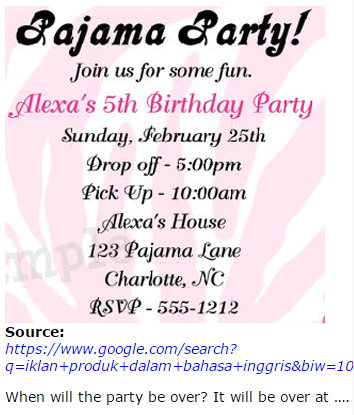 Pajama Party!
Join us for some fun.
Alexa's 5th Birthday Party
Sunday, February 25th
Drop off - 5:00pm
Pick Up - 10:00am
Alexa's House
123 Pajama Lane
Charlotte, NC
RSVP - 555-1212
Source:
https://www.google.com/search?
q=iklan+produk+dalam+bahasa+inggris&biw=10
When will the party be over? It will be over at ....